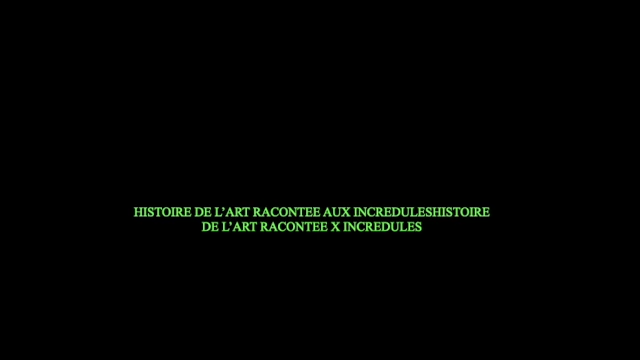 HISTOIRE DE L’ART RACONTEE AUX INCREDULESHISTOIRE
DE L’ART RACONTEE X INCREDULES